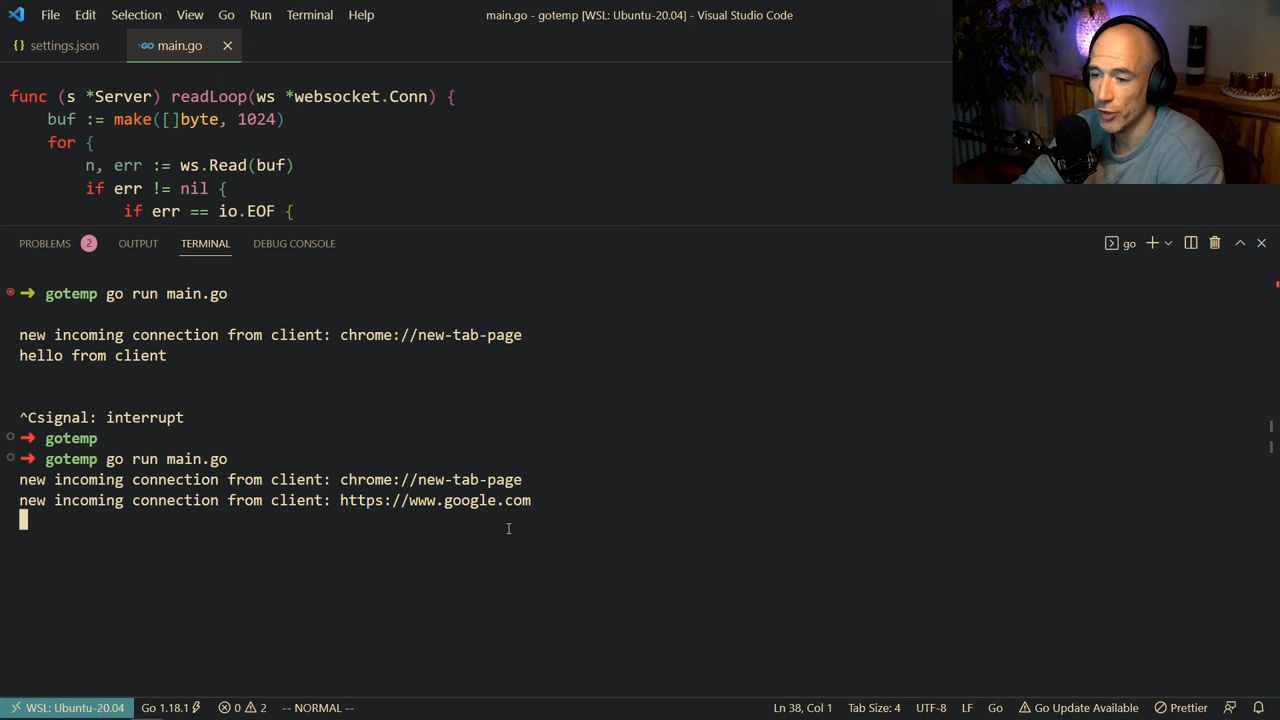 File Edit Selection View Go Run Terminal Help
main.go - gotemp [WSL: Ubuntu-20.04] - Visual Studio Code
{} settings.json
GO main.go
func (s *Server) readLoop(ws *websocket.Conn) {
buf := make([]byte, 1024)
for {
n, err := ws.Read(buf)
if err != nil {
if err == io.EOF {
PROBLEMS 2 OUTPUT TERMINAL DEBUG CONSOLE
go
➜ gotemp go run main.go
new incoming connection from client: chrome://new-tab-page
hello from client
^Csignal: interrupt
➜ gotemp
➜ gotemp go run main.go
new incoming connection from client: chrome://new-tab-page
new incoming connection from client: https://www.google.com
WSL: Ubuntu-20.04 Go 1.18.1 0 2 -- NORMAL -- Ln 38, Col 1 Tab Size: 4 UTF-8 LF Go Go Update Available Prettier